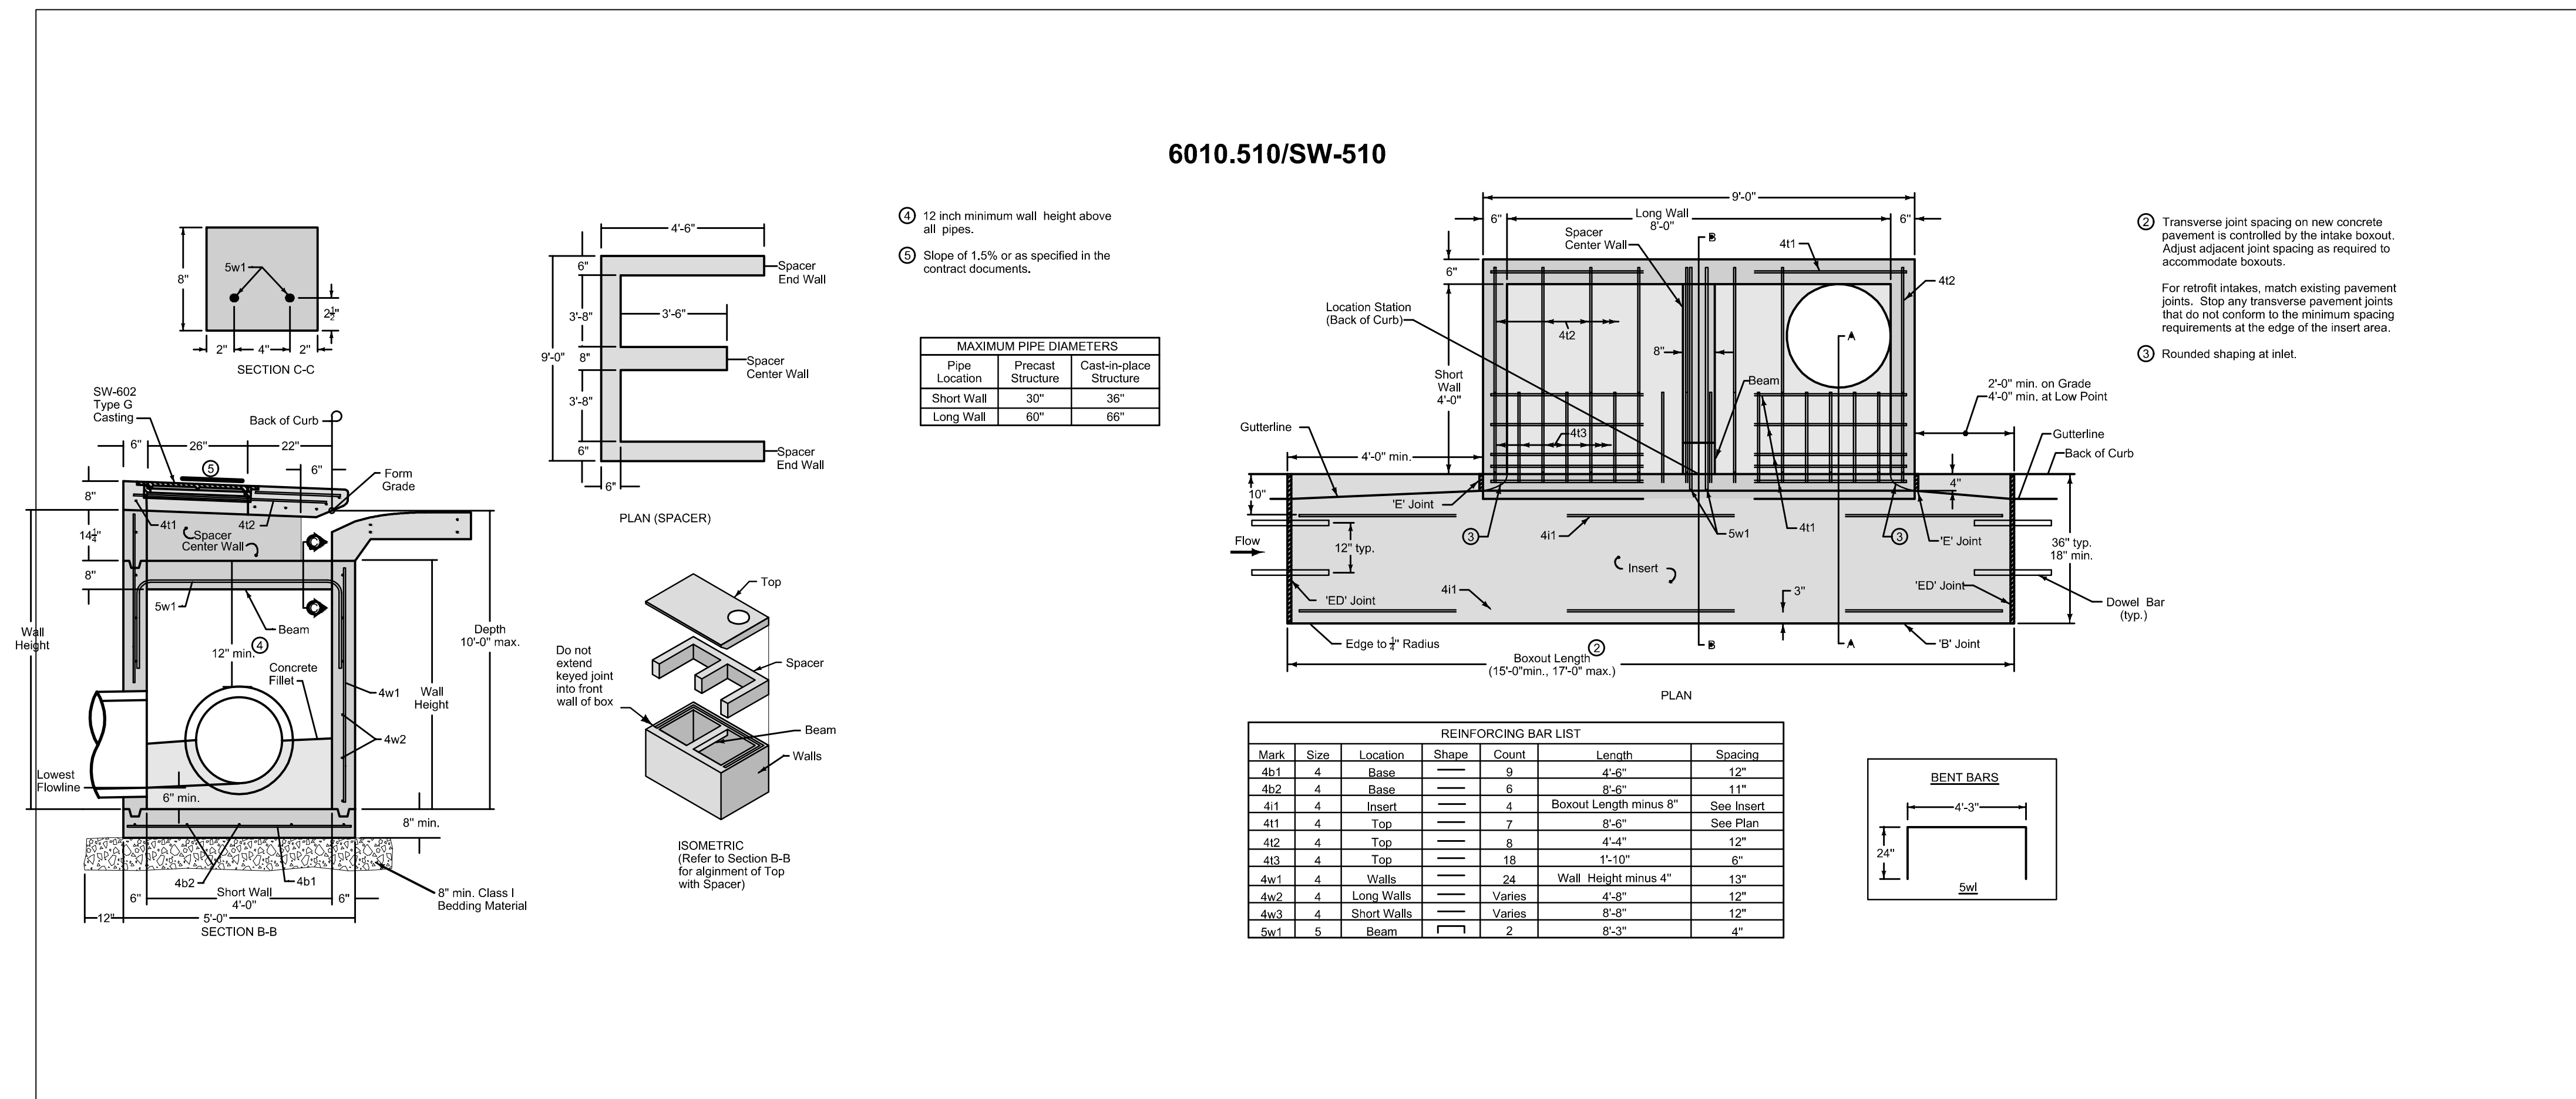 6010.510/SW-510
8"
5w1
2½"
2"
4"
2"
SECTION C-C
4'-6"
6"
3'-8"
9'-0"
8"
3'-8"
6"
3'-6"
6"
Spacer
End Wall
Spacer
Center Wall
Spacer
End Wall
PLAN (SPACER)
4 12 inch minimum wall height above
all pipes.
5 Slope of 1.5% or as specified in the
contract documents.
MAXIMUM PIPE DIAMETERS
Pipe Location Precast Structure Cast-in-place Structure
Short Wall 30" 36"
Long Wall 60" 66"
SW-602
Type G
Casting
Back of Curb
6"
26"
22"
5
6"
Form
Grade
8"
4t1
4t2
14¼"
Spacer
Center Wall
8"
5w1
Beam
Wall
Height
12" min.
4
Concrete
Fillet
Depth
10'-0" max.
4w1
Wall
Height
4w2
Lowest
Flowline
6" min.
8" min.
4b2
4b1
6"
Short Wall
4'-0"
6"
12"
5'-0"
8" min. Class I
Bedding Material
SECTION B-B
Top
Spacer
Do not
extend
keyed joint
into front
wall of box
Beam
Walls
ISOMETRIC
(Refer to Section B-B
for alginment of Top
with Spacer)
9'-0"
6"
Long Wall
8'-0"
6"
Spacer
Center Wall
B
4t1
6"
4t2
Location Station
(Back of Curb)
4t2
8"
A
Short
Wall
4'-0"
Beam
2'-0" min. on Grade
4'-0" min. at Low Point
Gutterline
4t3
Gutterline
4'-0" min.
Back of Curb
10"
4"
'E' Joint
3
4i1
5w1
4t1
3
'E' Joint
Flow
12" typ.
36" typ.
18" min.
Insert
'ED' Joint
4i1
3"
'ED' Joint
Dowel Bar
(typ.)
Edge to ¼" Radius
2
B
A
'B' Joint
Boxout Length
(15'-0"min., 17'-0" max.)
PLAN
2 Transverse joint spacing on new concrete
pavement is controlled by the intake boxout.
Adjust adjacent joint spacing as required to
accommodate boxouts.
For retrofit intakes, match existing pavement
joints. Stop any transverse pavement joints
that do not conform to the minimum spacing
requirements at the edge of the insert area.
3 Rounded shaping at inlet.
REINFORCING BAR LIST
Mark Size Location Shape Count Length Spacing
4b1 4 Base 9 4'-6" 12"
4b2 4 Base 6 8'-6" 11"
4i1 4 Insert 4 Boxout Length minus 8" See Insert
4t1 4 Top 7 8'-6" See Plan
4t2 4 Top 8 4'-4" 12"
4t3 4 Top 18 1'-10" 6"
4w1 4 Walls 24 Wall Height minus 4" 13"
4w2 4 Long Walls Varies 4'-8" 12"
4w3 4 Short Walls Varies 8'-8" 12"
5w1 5 Beam 2 8'-3" 4"
BENT BARS
4'-3"
24"
5wl